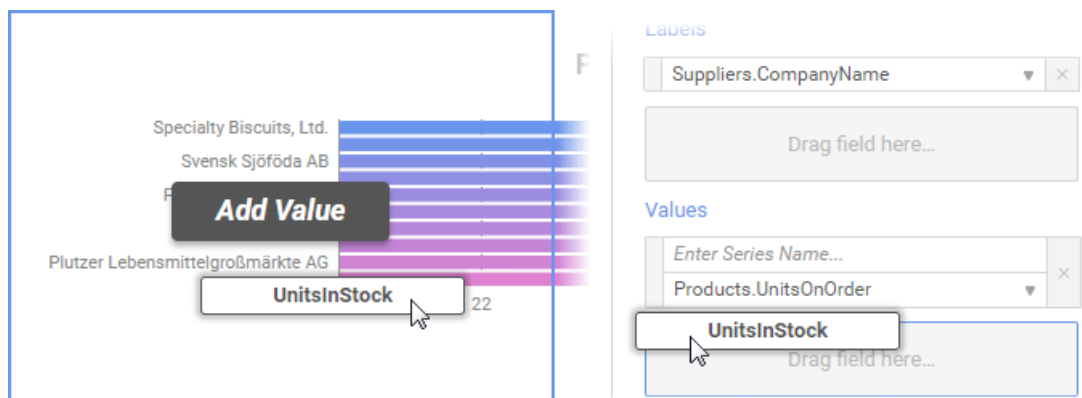 P
Specialty Biscuits, Ltd.
Svensk Sjöföda AB
Add Value
Plutzer Lebensmittelgroßmärkte AG
UnitsInStock
22
Labels
Suppliers.CompanyName
Drag field here...
Values
Enter Series Name...
Products.UnitsOnOrder
UnitsInStock
Drag field here...